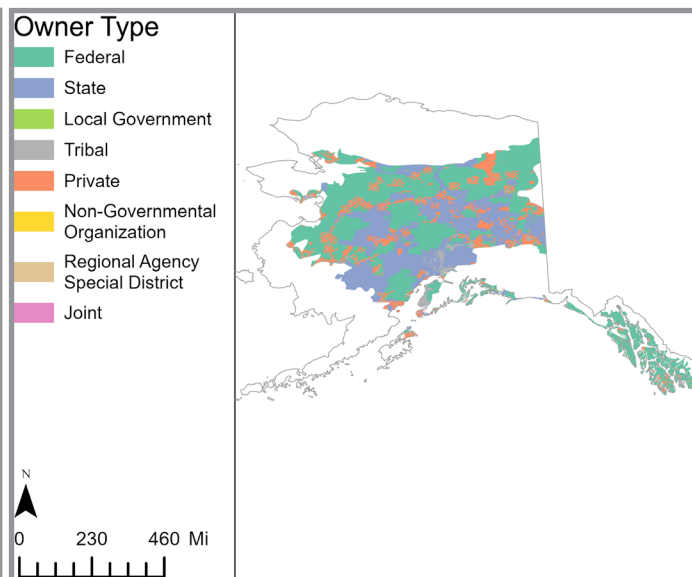 Owner Type
Federal
State
Local Government
Tribal
Private
Non-Governmental
Organization
Regional Agency
Special District
Joint
N
0 230 460 Mi